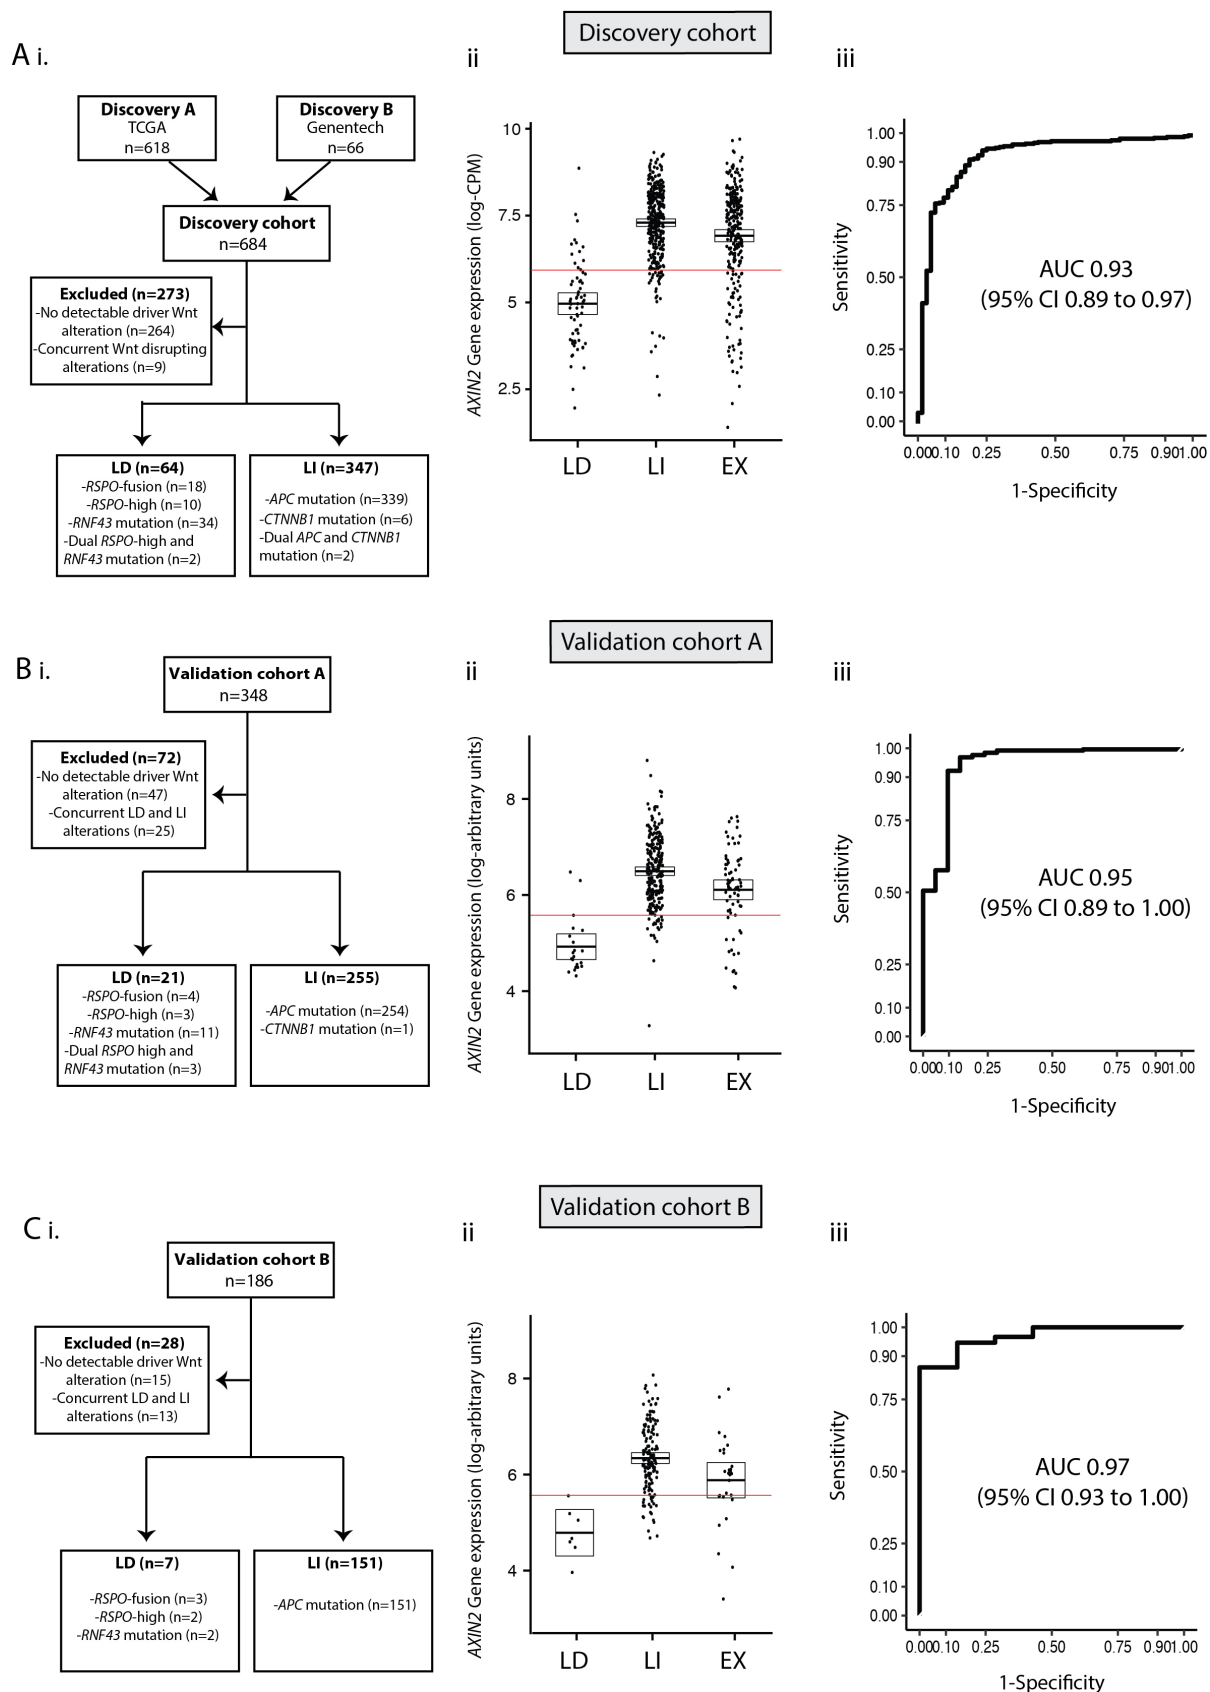 Discovery cohort
A i.
ii
iii
Discovery A
TCGA
n=618
Discovery B
Genentech
n=66
Discovery cohort
n=684
Excluded (n=273)
-No detectable driver Wnt
alteration (n=264)
-Concurrent Wnt disrupting
alterations (n=9)
LD (n=64)
-RSPO-fusion (n=18)
-RSPO-high (n=10)
-RNF43 mutation (n=34)
-Dual RSPO-high and
RNF43 mutation (n=2)
LI (n=347)
-APC mutation (n=339)
-CTNNB1 mutation (n=6)
-Dual APC and CTNNB1
mutation (n=2)
AXIN2 Gene expression (log-CPM)
10
7.5
5
2.5
LD LI EX
Sensitivity
1.00
0.90
0.75
0.50
0.25
0.10
0.00
AUC 0.93
(95% CI 0.89 to 0.97)
0.00 0.10 0.25 0.50 0.75 0.90 1.00
1-Specificity
Validation cohort A
B i.
ii
iii
Validation cohort A
n=348
Excluded (n=72)
-No detectable driver Wnt
alteration (n=47)
-Concurrent LD and LI
alterations (n=25)
LD (n=21)
-RSPO-fusion (n=4)
-RSPO-high (n=3)
-RNF43 mutation (n=11)
-Dual RSPO high and
RNF43 mutation (n=3)
LI (n=255)
-APC mutation (n=254)
-CTNNB1 mutation (n=1)
AXIN2 Gene expression (log-arbitrary units)
8
6
4
LD LI EX
Sensitivity
1.00
0.90
0.75
0.50
0.25
0.10
0.00
AUC 0.95
(95% CI 0.89 to 1.00)
0.00 0.10 0.25 0.50 0.75 0.90 1.00
1-Specificity
Validation cohort B
C i.
ii
iii
Validation cohort B
n=186
Excluded (n=28)
-No detectable driver Wnt
alteration (n=15)
-Concurrent LD and LI
alterations (n=13)
LD (n=7)
-RSPO-fusion (n=3)
-RSPO-high (n=2)
-RNF43 mutation (n=2)
LI (n=151)
-APC mutation (n=151)
AXIN2 Gene expression (log-arbitrary units)
8
6
4
LD LI EX
Sensitivity
1.00
0.90
0.75
0.50
0.25
0.10
0.00
AUC 0.97
(95% CI 0.93 to 1.00)
0.00 0.10 0.25 0.50 0.75 0.90 1.00
1-Specificity